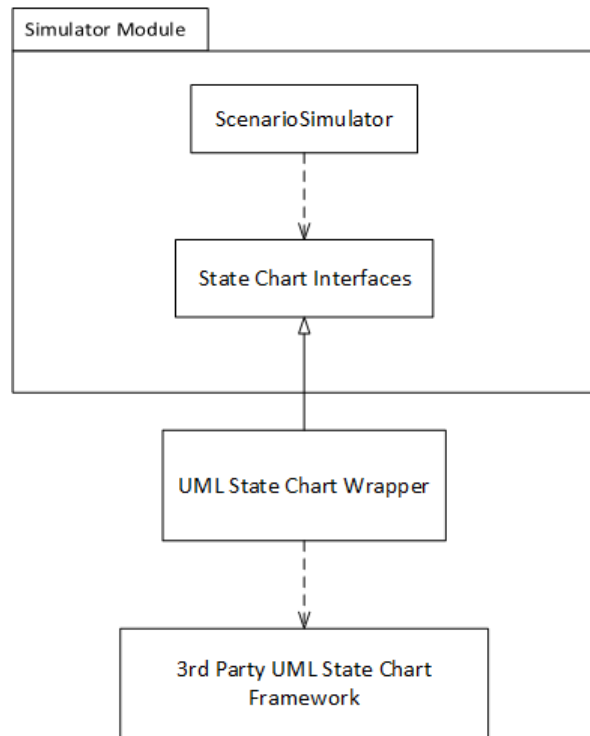 Simulator Module
ScenarioSimulator
State Chart Interfaces
UML State Chart Wrapper
3rd Party UML State Chart
Framework